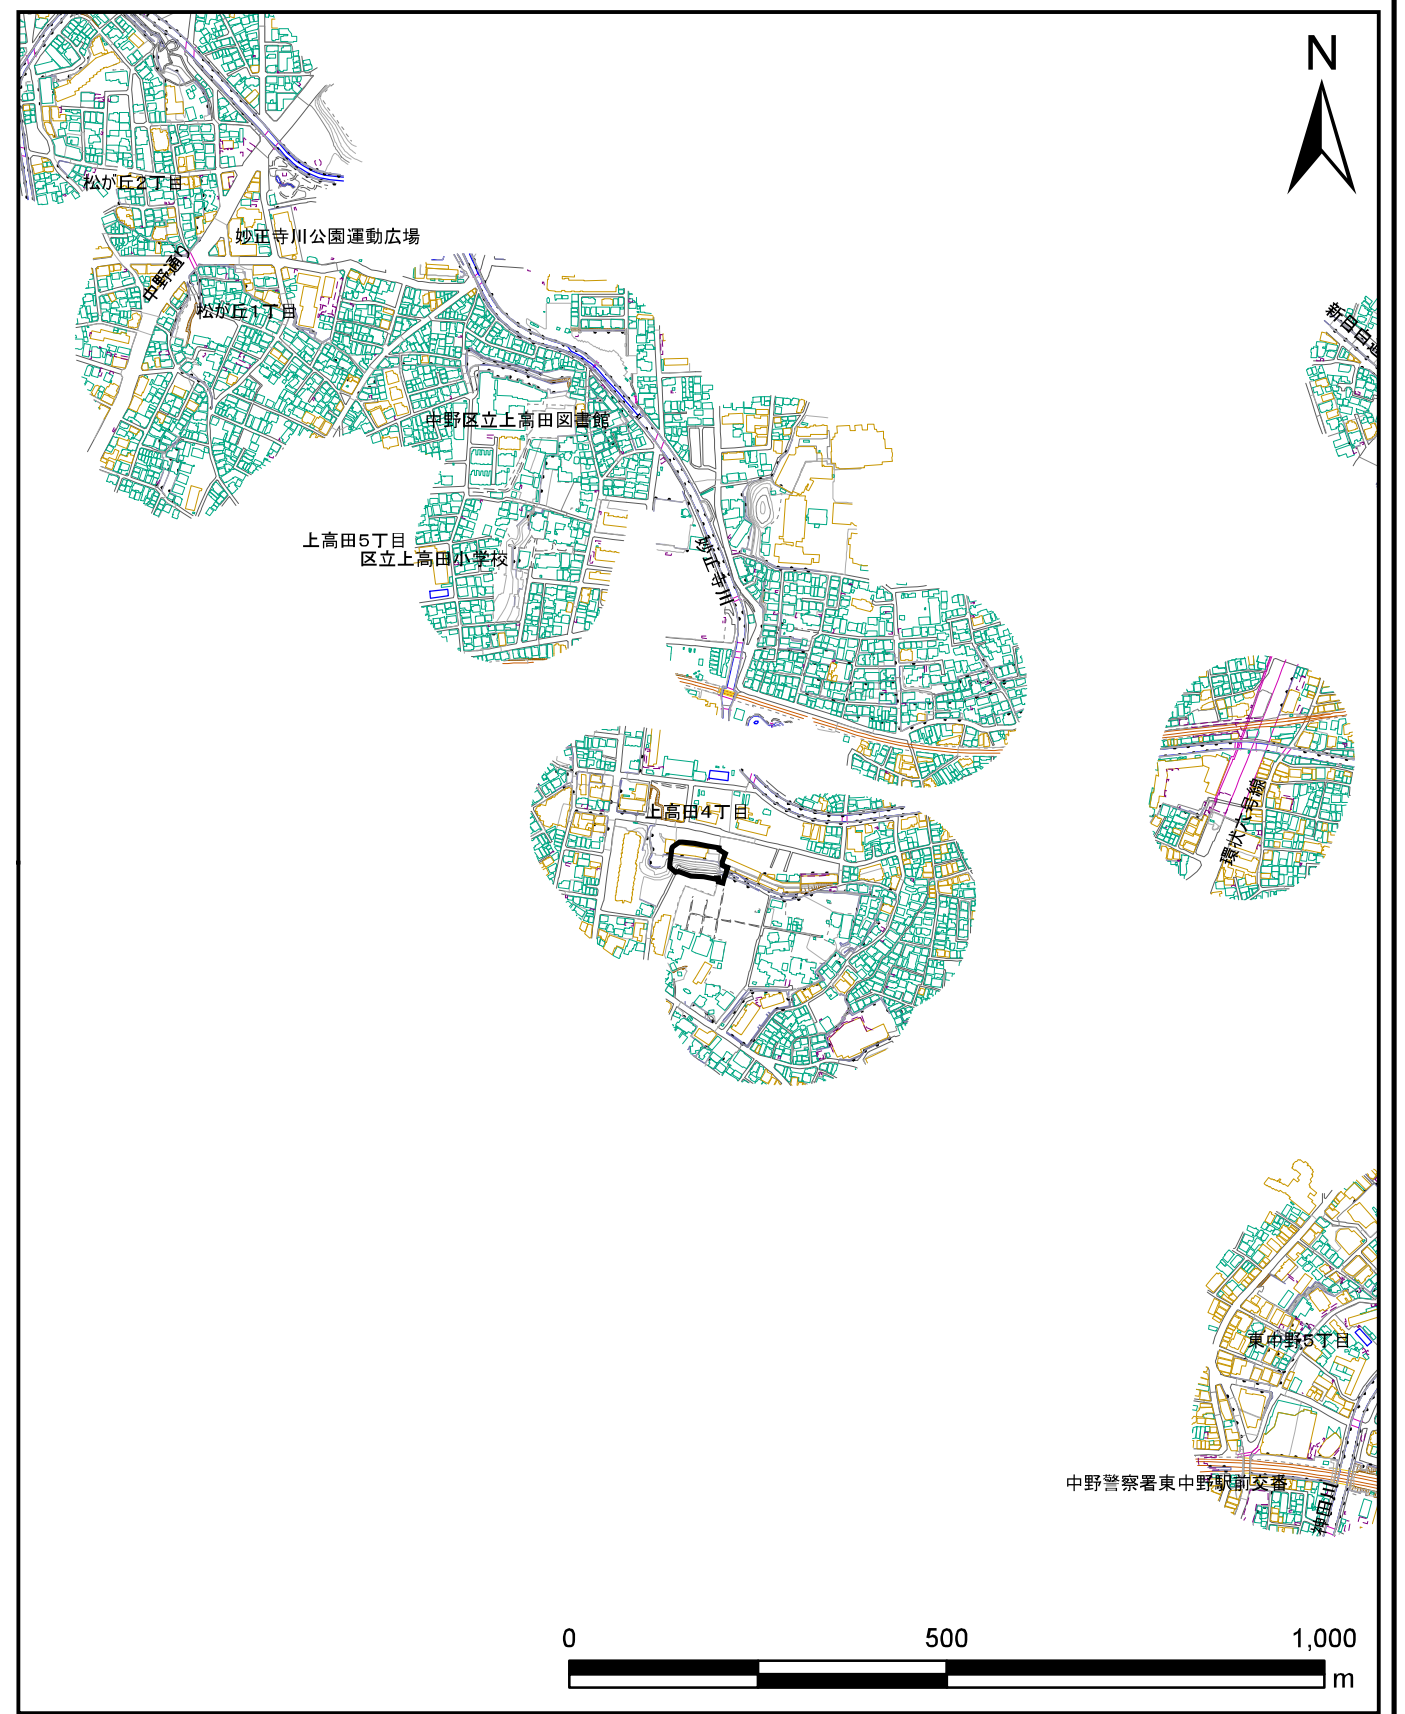 N
松が丘2丁目
妙正寺川公園運動広場
中野通り
松が丘1丁目
新目白通
中野区立上高田図書館
上高田5丁目
区立上高田小学校
妙正寺川
上高田4丁目
環状六号線
東中野5丁目
中野警察署東中野駅前交番
神田川
0 500 1,000
m